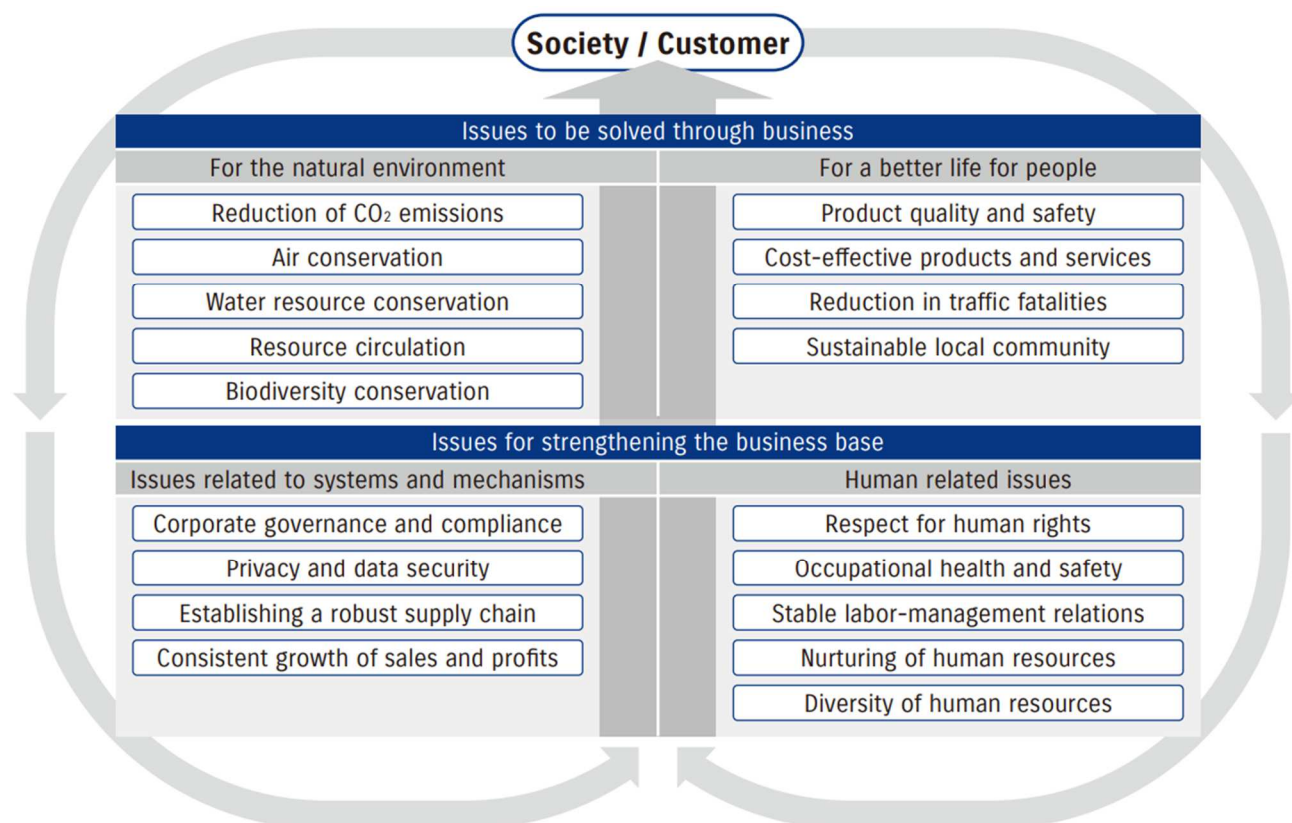 Society / Customer
Issues to be solved through business
For the natural environment
Reduction of CO₂ emissions
Air conservation
Water resource conservation
Resource circulation
Biodiversity conservation
For a better life for people
Product quality and safety
Cost-effective products and services
Reduction in traffic fatalities
Sustainable local community
Issues for strengthening the business base
Issues related to systems and mechanisms
Corporate governance and compliance
Privacy and data security
Establishing a robust supply chain
Consistent growth of sales and profits
Human related issues
Respect for human rights
Occupational health and safety
Stable labor-management relations
Nurturing of human resources
Diversity of human resources